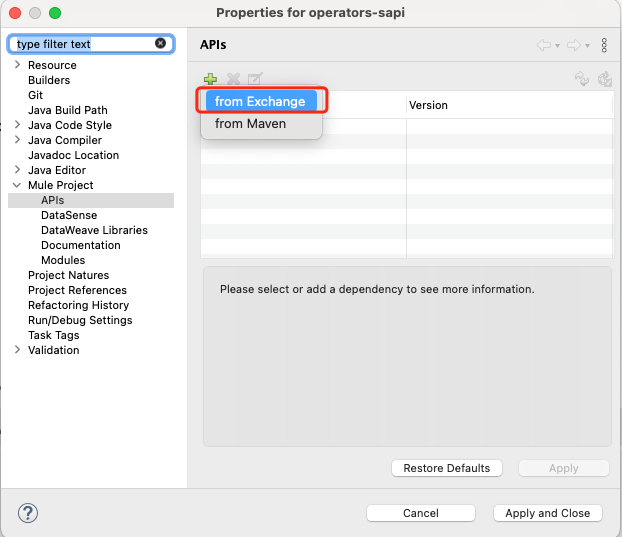 Properties for operators-sapi
type filter text
Resource
Builders
Git
Java Build Path
Java Code Style
Java Compiler
Javadoc Location
Java Editor
Mule Project
APIs
DataSense
DataWeave Libraries
Documentation
Modules
Project Natures
Project References
Refactoring History
Run/Debug Settings
Task Tags
Validation
APIs
from Exchange
from Maven
Version
Please select or add a dependency to see more information.
Restore Defaults
Apply
Cancel
Apply and Close